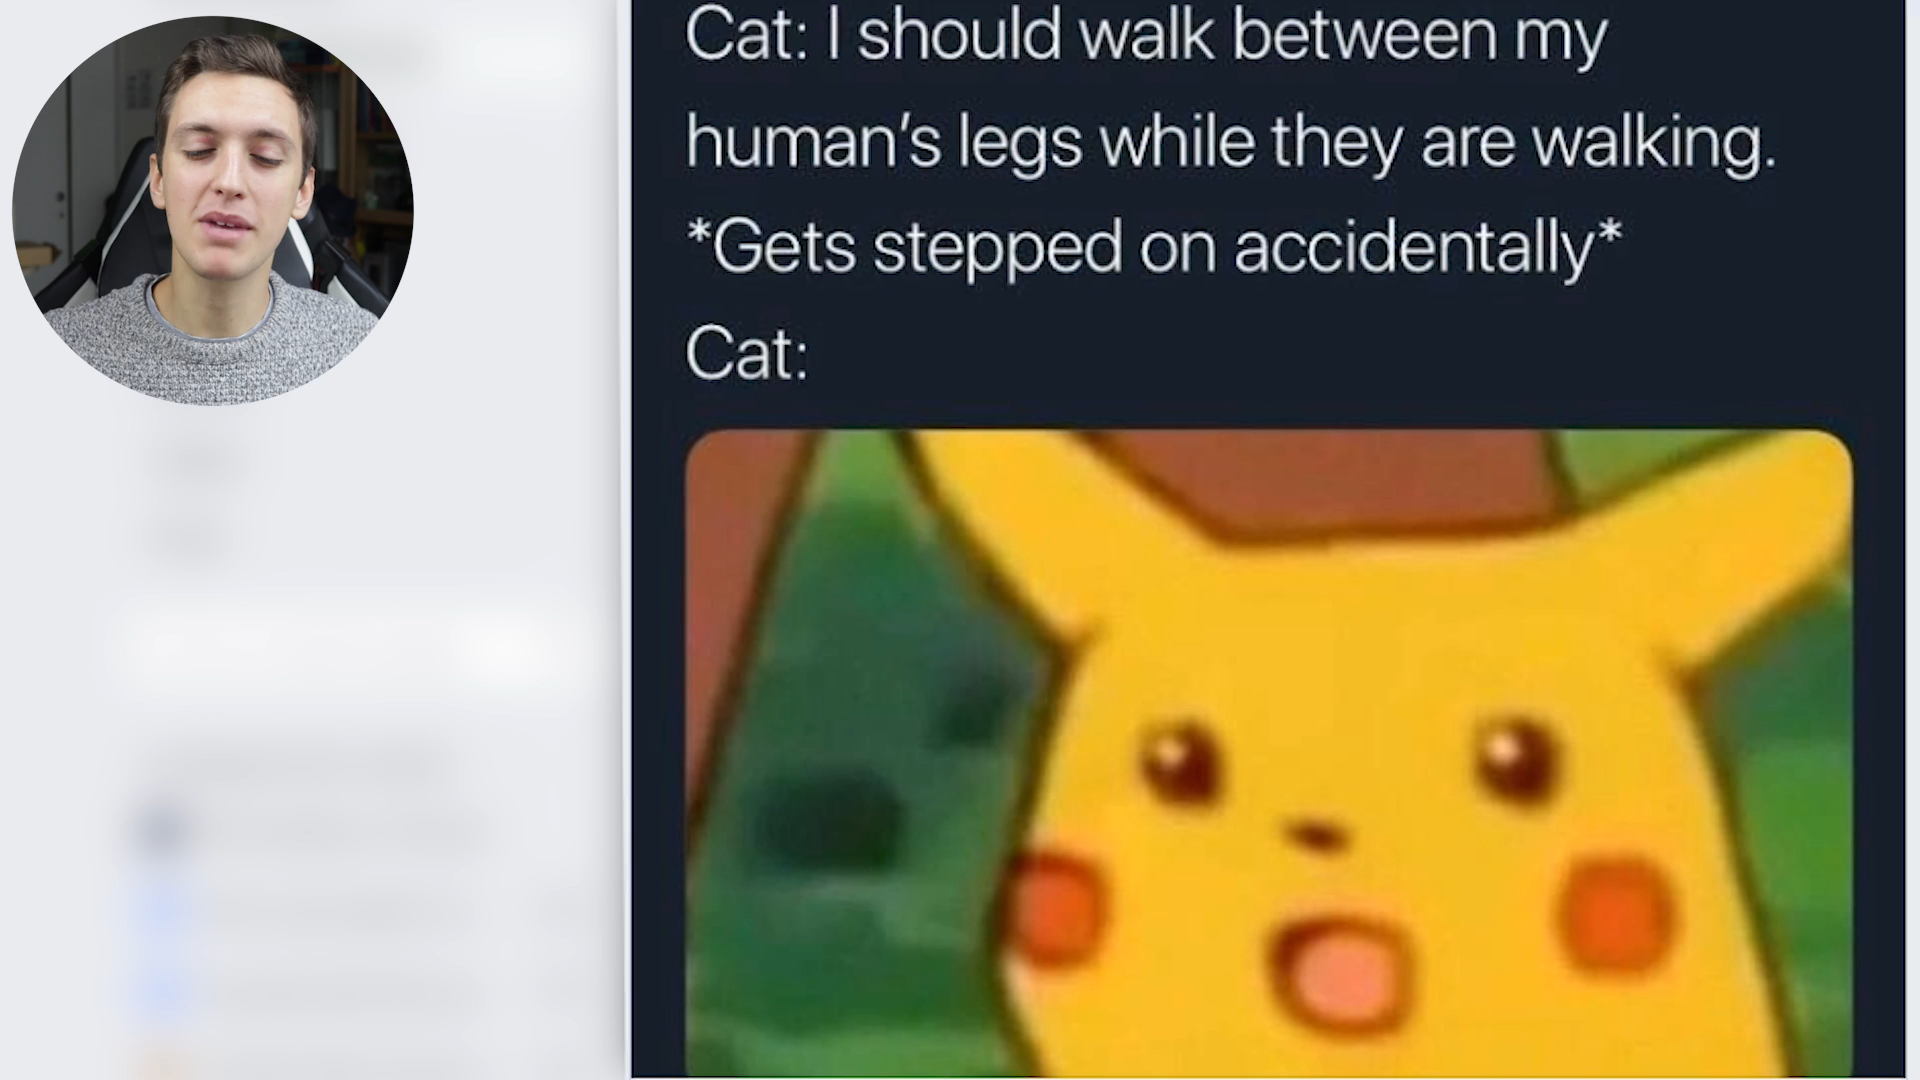 Cat: I should walk between my
human’s legs while they are walking.
*Gets stepped on accidentally*
Cat: